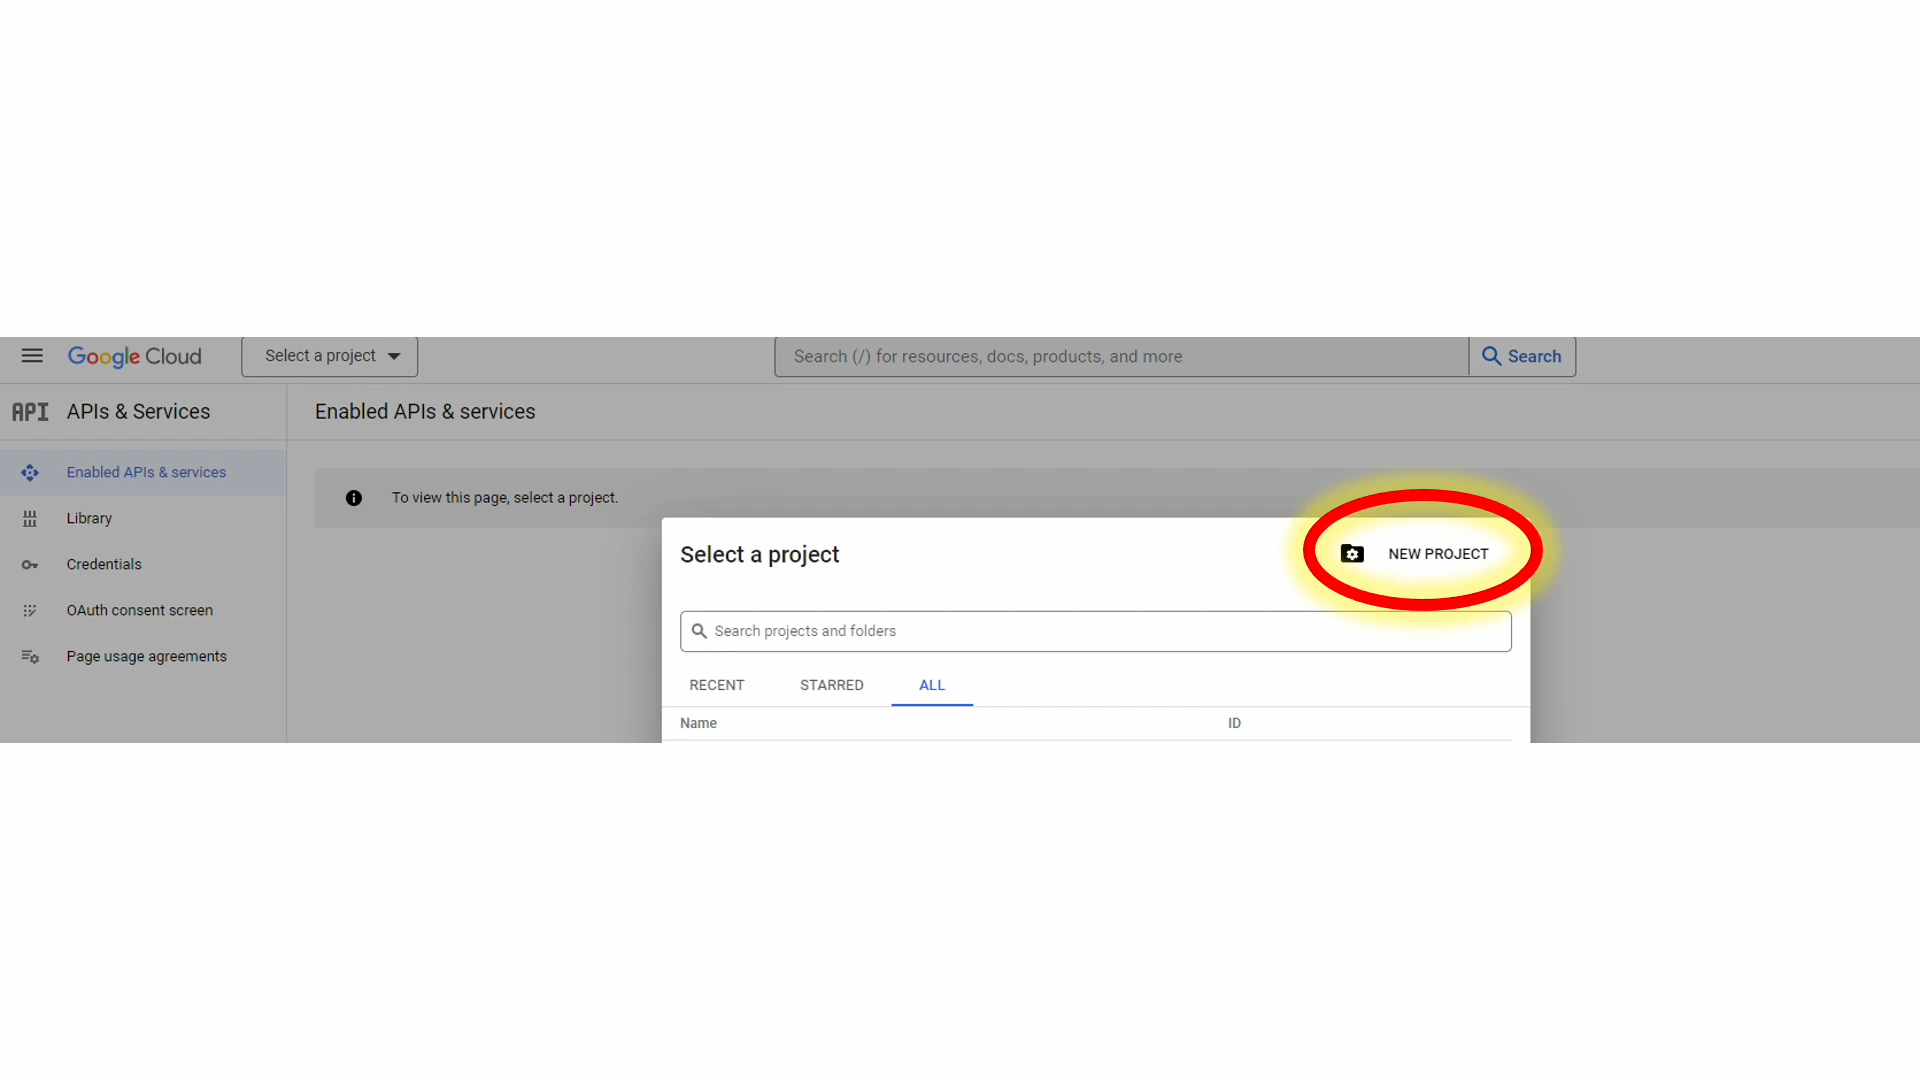 Google Cloud
Select a project
Search (/) for resources, docs, products, and more
Search
API
APIs & Services
Enabled APIs & services
Enabled APIs & services
Library
Credentials
OAuth consent screen
Page usage agreements
To view this page, select a project.
Select a project
NEW PROJECT
Search projects and folders
RECENT STARRED ALL
Name ID